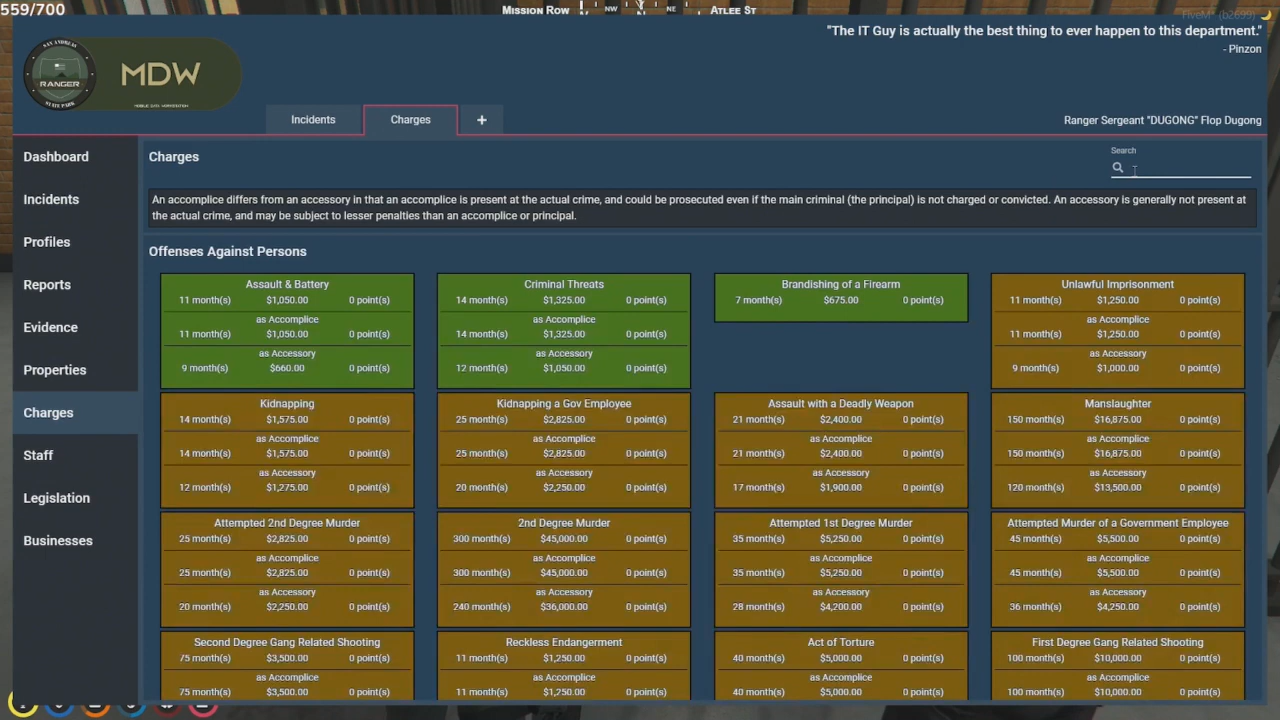 559/700
Mission Row
NW
N
NE
Atlee St
FiveM® (b2699)
"The IT Guy is actually the best thing to ever happen to this department."
- Pinzon
SAN ANDREAS
RANGER
STATE PARK
MDW
Incidents
Charges
+
Ranger Sergeant "DUGONG" Flop Dugong
Dashboard
Incidents
Profiles
Reports
Evidence
Properties
Charges
Staff
Legislation
Businesses
Charges
Search
An accomplice differs from an accessory in that an accomplice is present at the actual crime, and could be prosecuted even if the main criminal (the principal) is not charged or convicted. An accessory is generally not present at
the actual crime, and may be subject to lesser penalties than an accomplice or principal.
Offenses Against Persons
Assault & Battery
11 month(s) $1,050.00 0 point(s)
as Accomplice
11 month(s) $1,050.00 0 point(s)
as Accessory
9 month(s) $660.00 0 point(s)
Criminal Threats
14 month(s) $1,325.00 0 point(s)
as Accomplice
14 month(s) $1,325.00 0 point(s)
as Accessory
12 month(s) $1,050.00 0 point(s)
Brandishing of a Firearm
7 month(s) $675.00 0 point(s)
Unlawful Imprisonment
11 month(s) $1,250.00 0 point(s)
as Accomplice
11 month(s) $1,250.00 0 point(s)
as Accessory
9 month(s) $1,000.00 0 point(s)
Kidnapping
14 month(s) $1,575.00 0 point(s)
as Accomplice
14 month(s) $1,575.00 0 point(s)
as Accessory
12 month(s) $1,275.00 0 point(s)
Kidnapping a Gov Employee
25 month(s) $2,825.00 0 point(s)
as Accomplice
25 month(s) $2,825.00 0 point(s)
as Accessory
20 month(s) $2,250.00 0 point(s)
Assault with a Deadly Weapon
21 month(s) $2,400.00 0 point(s)
as Accomplice
21 month(s) $2,400.00 0 point(s)
as Accessory
17 month(s) $1,900.00 0 point(s)
Manslaughter
150 month(s) $16,875.00 0 point(s)
as Accomplice
150 month(s) $16,875.00 0 point(s)
as Accessory
120 month(s) $13,500.00 0 point(s)
Attempted 2nd Degree Murder
25 month(s) $2,825.00 0 point(s)
as Accomplice
25 month(s) $2,825.00 0 point(s)
as Accessory
20 month(s) $2,250.00 0 point(s)
2nd Degree Murder
300 month(s) $45,000.00 0 point(s)
as Accomplice
300 month(s) $45,000.00 0 point(s)
as Accessory
240 month(s) $36,000.00 0 point(s)
Attempted 1st Degree Murder
35 month(s) $5,250.00 0 point(s)
as Accomplice
35 month(s) $5,250.00 0 point(s)
as Accessory
28 month(s) $4,200.00 0 point(s)
Attempted Murder of a Government Employee
45 month(s) $5,500.00 0 point(s)
as Accomplice
45 month(s) $5,500.00 0 point(s)
as Accessory
36 month(s) $4,250.00 0 point(s)
Second Degree Gang Related Shooting
75 month(s) $3,500.00 0 point(s)
as Accomplice
75 month(s) $3,500.00 0 point(s)
Reckless Endangerment
11 month(s) $1,250.00 0 point(s)
as Accomplice
11 month(s) $1,250.00 0 point(s)
Act of Torture
40 month(s) $5,000.00 0 point(s)
as Accomplice
40 month(s) $5,000.00 0 point(s)
First Degree Gang Related Shooting
100 month(s) $10,000.00 0 point(s)
as Accomplice
100 month(s) $10,000.00 0 point(s)